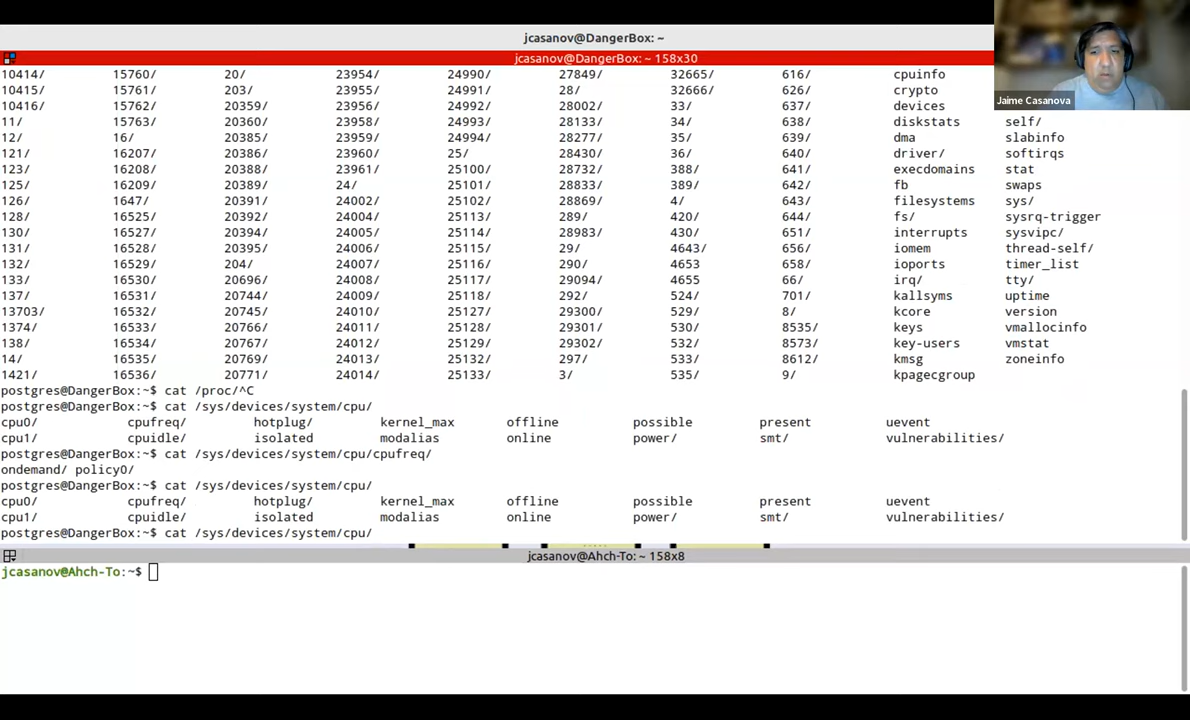 jcasanov@DangerBox: ~
jcasanov@DangerBox: ~ 158x30
Jaime Casanova
10414/ 15760/ 20/ 23954/ 24990/ 27849/ 32665/ 616/ cpuinfo
10415/ 15761/ 203/ 23955/ 24991/ 28/ 32666/ 626/ crypto
10416/ 15762/ 20359/ 23956/ 24992/ 28002/ 33/ 637/ devices
11/ 15763/ 20360/ 23958/ 24993/ 28133/ 34/ 638/ diskstats self/
12/ 16/ 20385/ 23959/ 24994/ 28277/ 35/ 639/ dma slabinfo
121/ 16207/ 20386/ 23960/ 25/ 28430/ 36/ 640/ driver/ softirqs
123/ 16208/ 20388/ 23961/ 25100/ 28732/ 388/ 641/ execdomains stat
125/ 16209/ 20389/ 24/ 25101/ 28833/ 389/ 642/ fb swaps
126/ 1647/ 20391/ 24002/ 25102/ 28869/ 4/ 643/ filesystems sys/
128/ 16525/ 20392/ 24004/ 25113/ 289/ 420/ 644/ fs/ sysrq-trigger
130/ 16527/ 20394/ 24005/ 25114/ 28983/ 430/ 651/ interrupts sysvipc/
131/ 16528/ 20395/ 24006/ 25115/ 29/ 4643/ 656/ iomem thread-self/
132/ 16529/ 204/ 24007/ 25116/ 290/ 4653 658/ ioports timer_list
133/ 16530/ 20696/ 24008/ 25117/ 29094/ 4655 66/ irq/ tty/
137/ 16531/ 20744/ 24009/ 25118/ 292/ 524/ 701/ kallsyms uptime
13703/ 16532/ 20745/ 24010/ 25127/ 29300/ 529/ 8/ kcore version
1374/ 16533/ 20766/ 24011/ 25128/ 29301/ 530/ 8535/ keys vmallocinfo
138/ 16534/ 20767/ 24012/ 25129/ 29302/ 532/ 8573/ key-users vmstat
14/ 16535/ 20769/ 24013/ 25132/ 297/ 533/ 8612/ kmsg zoneinfo
1421/ 16536/ 20771/ 24014/ 25133/ 3/ 535/ 9/ kpagecgroup
postgres@DangerBox:~$ cat /proc/^C
postgres@DangerBox:~$ cat /sys/devices/system/cpu/
cpu0/ cpufreq/ hotplug/ kernel_max offline possible present uevent
cpu1/ cpuidle/ isolated modalias online power/ smt/ vulnerabilities/
postgres@DangerBox:~$ cat /sys/devices/system/cpu/cpufreq/
ondemand/ policy0/
postgres@DangerBox:~$ cat /sys/devices/system/cpu/
cpu0/ cpufreq/ hotplug/ kernel_max offline possible present uevent
cpu1/ cpuidle/ isolated modalias online power/ smt/ vulnerabilities/
postgres@DangerBox:~$ cat /sys/devices/system/cpu/
jcasanov@Ahch-To: ~ 158x8
jcasanov@Ahch-To:~$